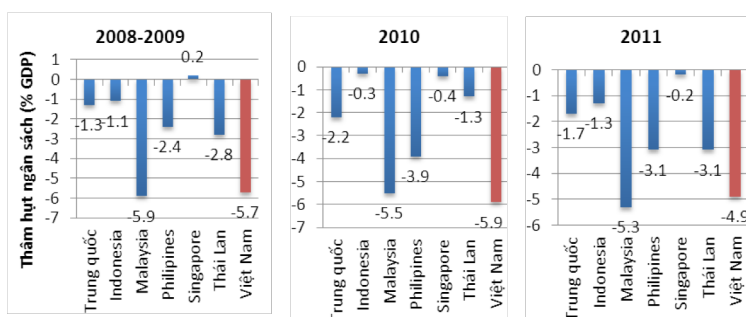 Thâm hụt ngân sách (% GDP)
2008-2009
1
0
-1
-2
-3
-4
-5
-6
-7
-1.3
-1.1
-5.9
-2.4
0.2
-2.8
-5.7
Trung quốc
Indonesia
Malaysia
Philipines
Singapore
Thái Lan
Việt Nam
2010
0
-1
-2
-3
-4
-5
-6
-7
-2.2
-0.3
-5.5
-3.9
-0.4
-1.3
-5.9
Trung quốc
Indonesia
Malaysia
Philipines
Singapore
Thái Lan
Việt Nam
2011
0
-1
-2
-3
-4
-5
-6
-1.7
-1.3
-5.3
-3.1
-0.2
-3.1
-4.9
Trung quốc
Indonesia
Malaysia
Philipines
Singapore
Thái Lan
Việt Nam